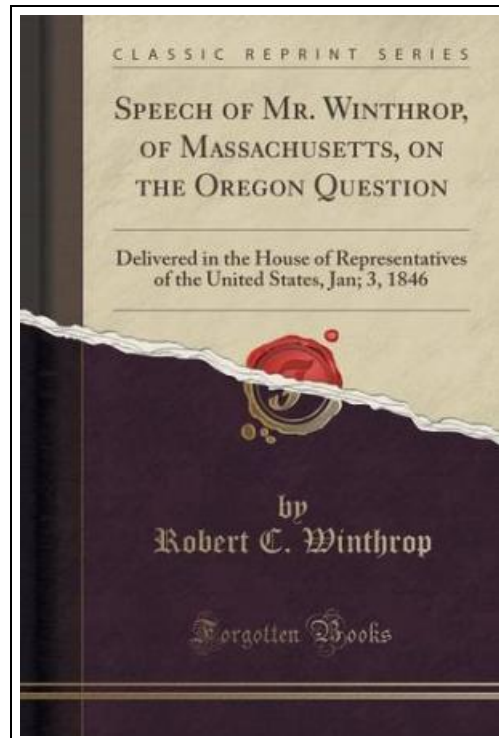 CLASSIC REPRINT SERIES
SPEECH OF MR. WINTHROP,
OF MASSACHUSETTS, ON
THE OREGON QUESTION
Delivered in the House of Representatives
of the United States, Jan; 3, 1846
by
Robert C. Winthrop
Forgotten Books